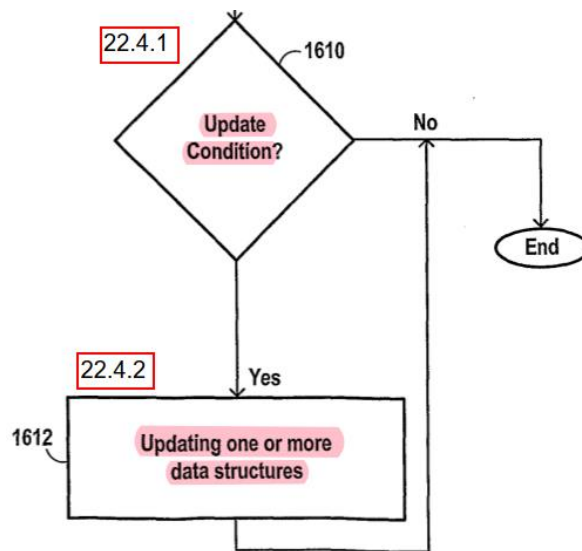 22.4.1
1610
Update
Condition?
No
End
22.4.2
Yes
1612
Updating one or more
data structures